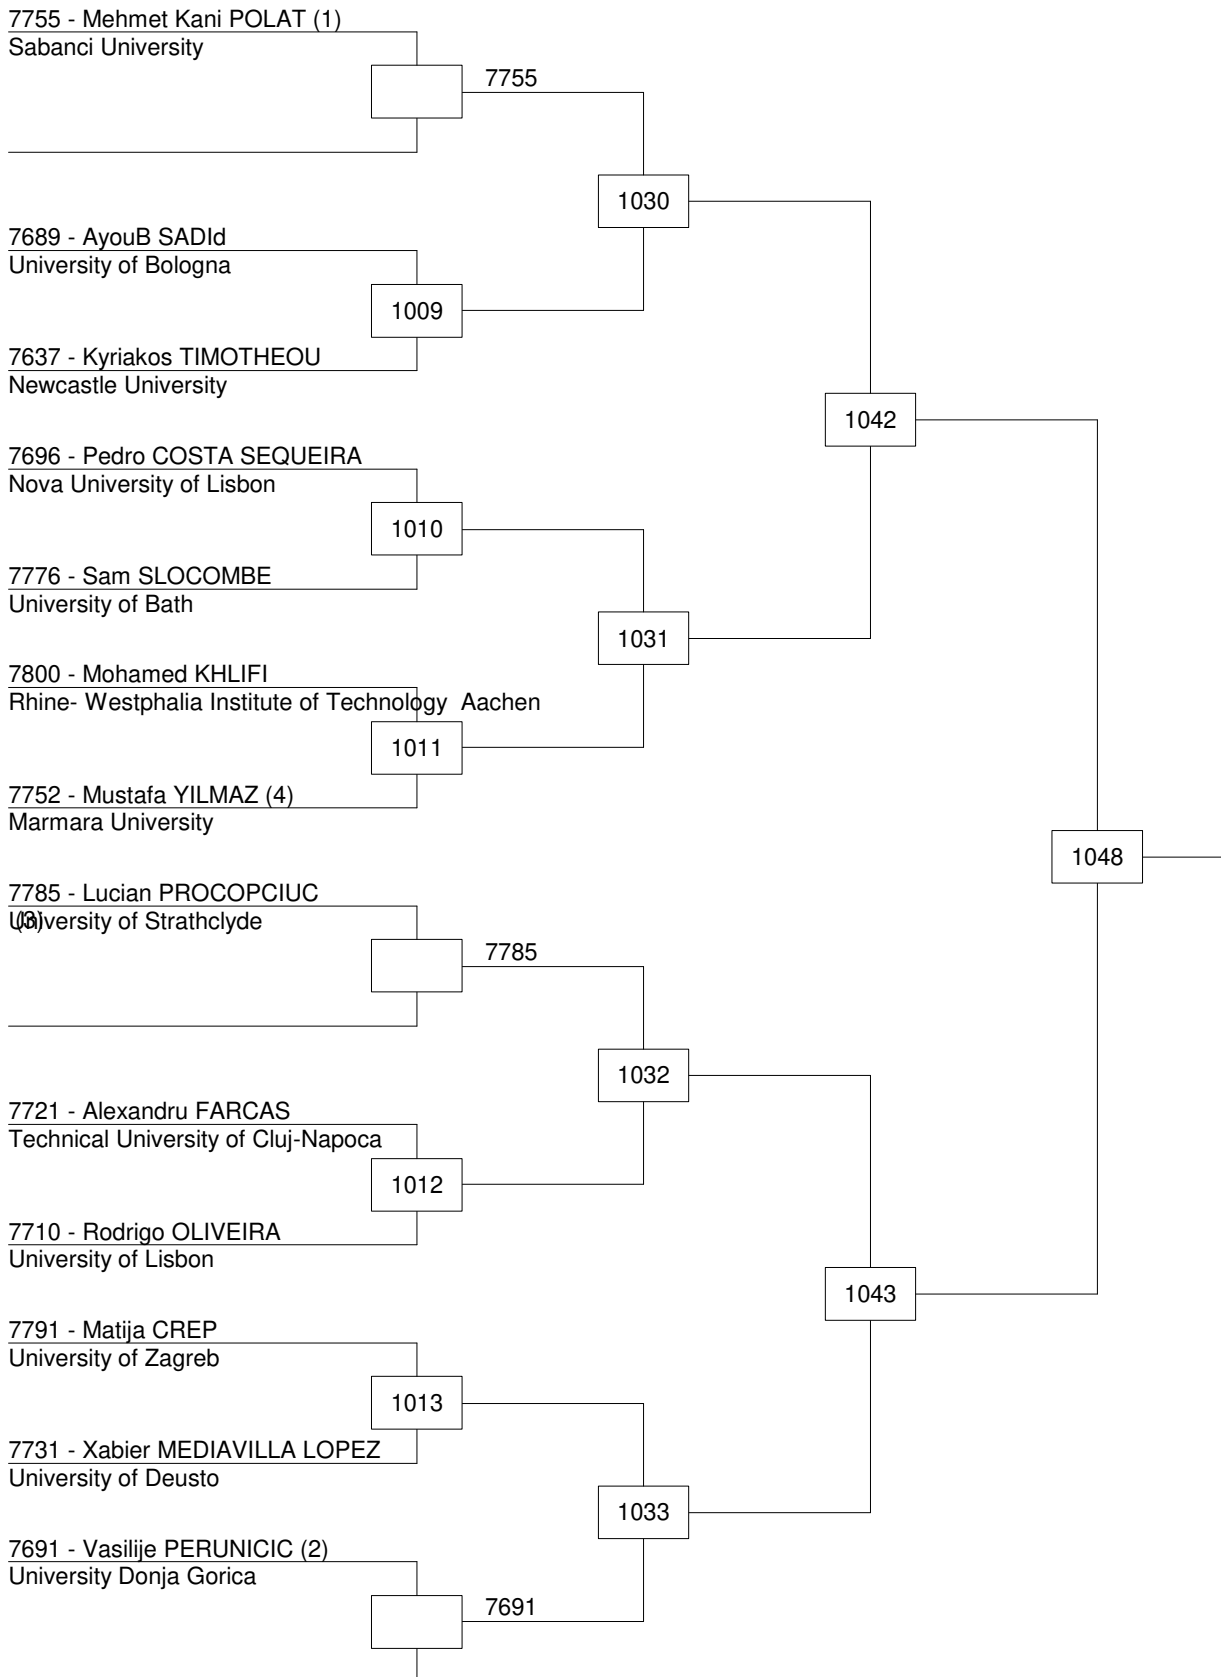 7755 - Mehmet Kani POLAT (1)
Sabanci University
7755
1030
7689 - AyouB SADId
University of Bologna
1009
7637 - Kyriakos TIMOTHEOU
Newcastle University
1042
7696 - Pedro COSTA SEQUEIRA
Nova University of Lisbon
1010
7776 - Sam SLOCOMBE
University of Bath
1031
7800 - Mohamed KHLIFI
Rhine- Westphalia Institute of Technology  Aachen
1011
7752 - Mustafa YILMAZ (4)
Marmara University
1048
7785 - Lucian PROCOPCIUC
(3)
University of Strathclyde
7785
1032
7721 - Alexandru FARCAS
Technical University of Cluj-Napoca
1012
7710 - Rodrigo OLIVEIRA
University of Lisbon
1043
7791 - Matija CREP
University of Zagreb
1013
7731 - Xabier MEDIAVILLA LOPEZ
University of Deusto
1033
7691 - Vasilije PERUNICIC (2)
University Donja Gorica
7691